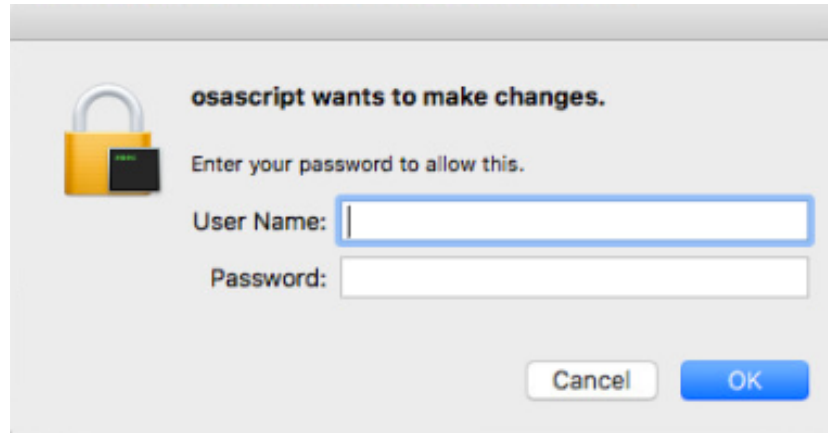 osascript wants to make changes.
Enter your password to allow this.
User Name:
Password:
Cancel OK